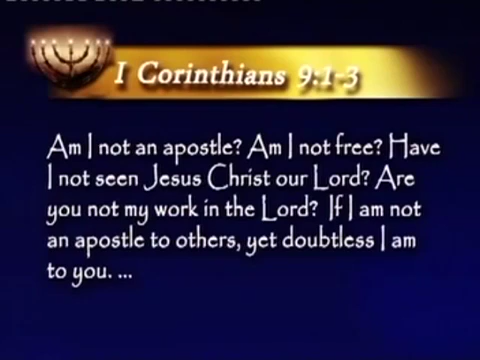 I Corinthians 9:1-3
Am I not an apostle? Am I not free? Have
I not seen Jesus Christ our Lord? Are
you not my work in the Lord? If I am not
an apostle to others, yet doubtless I am
to you. ...